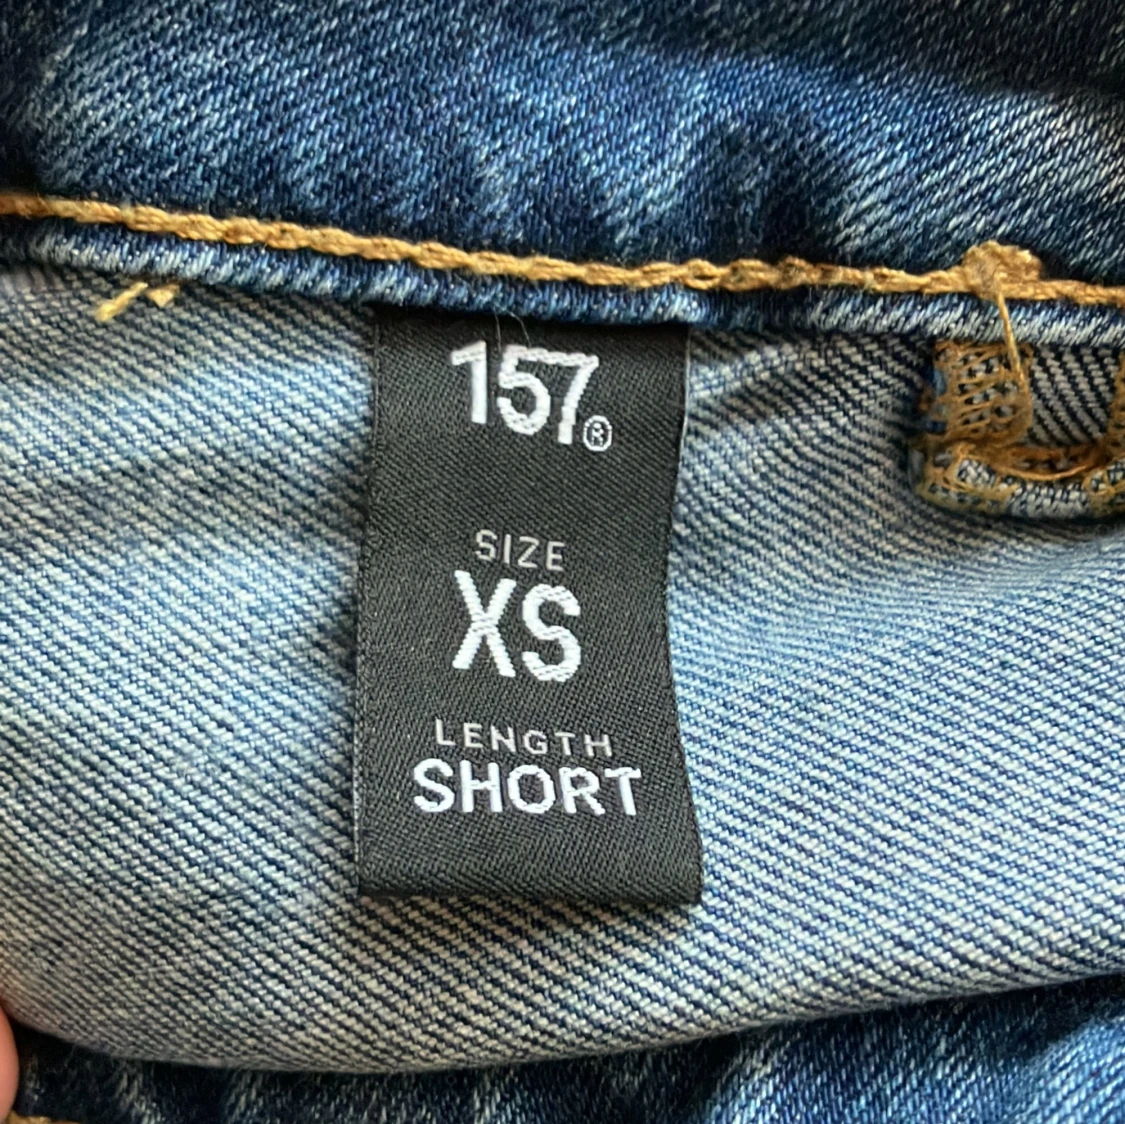 157®
SIZE
XS
LENGTH
SHORT